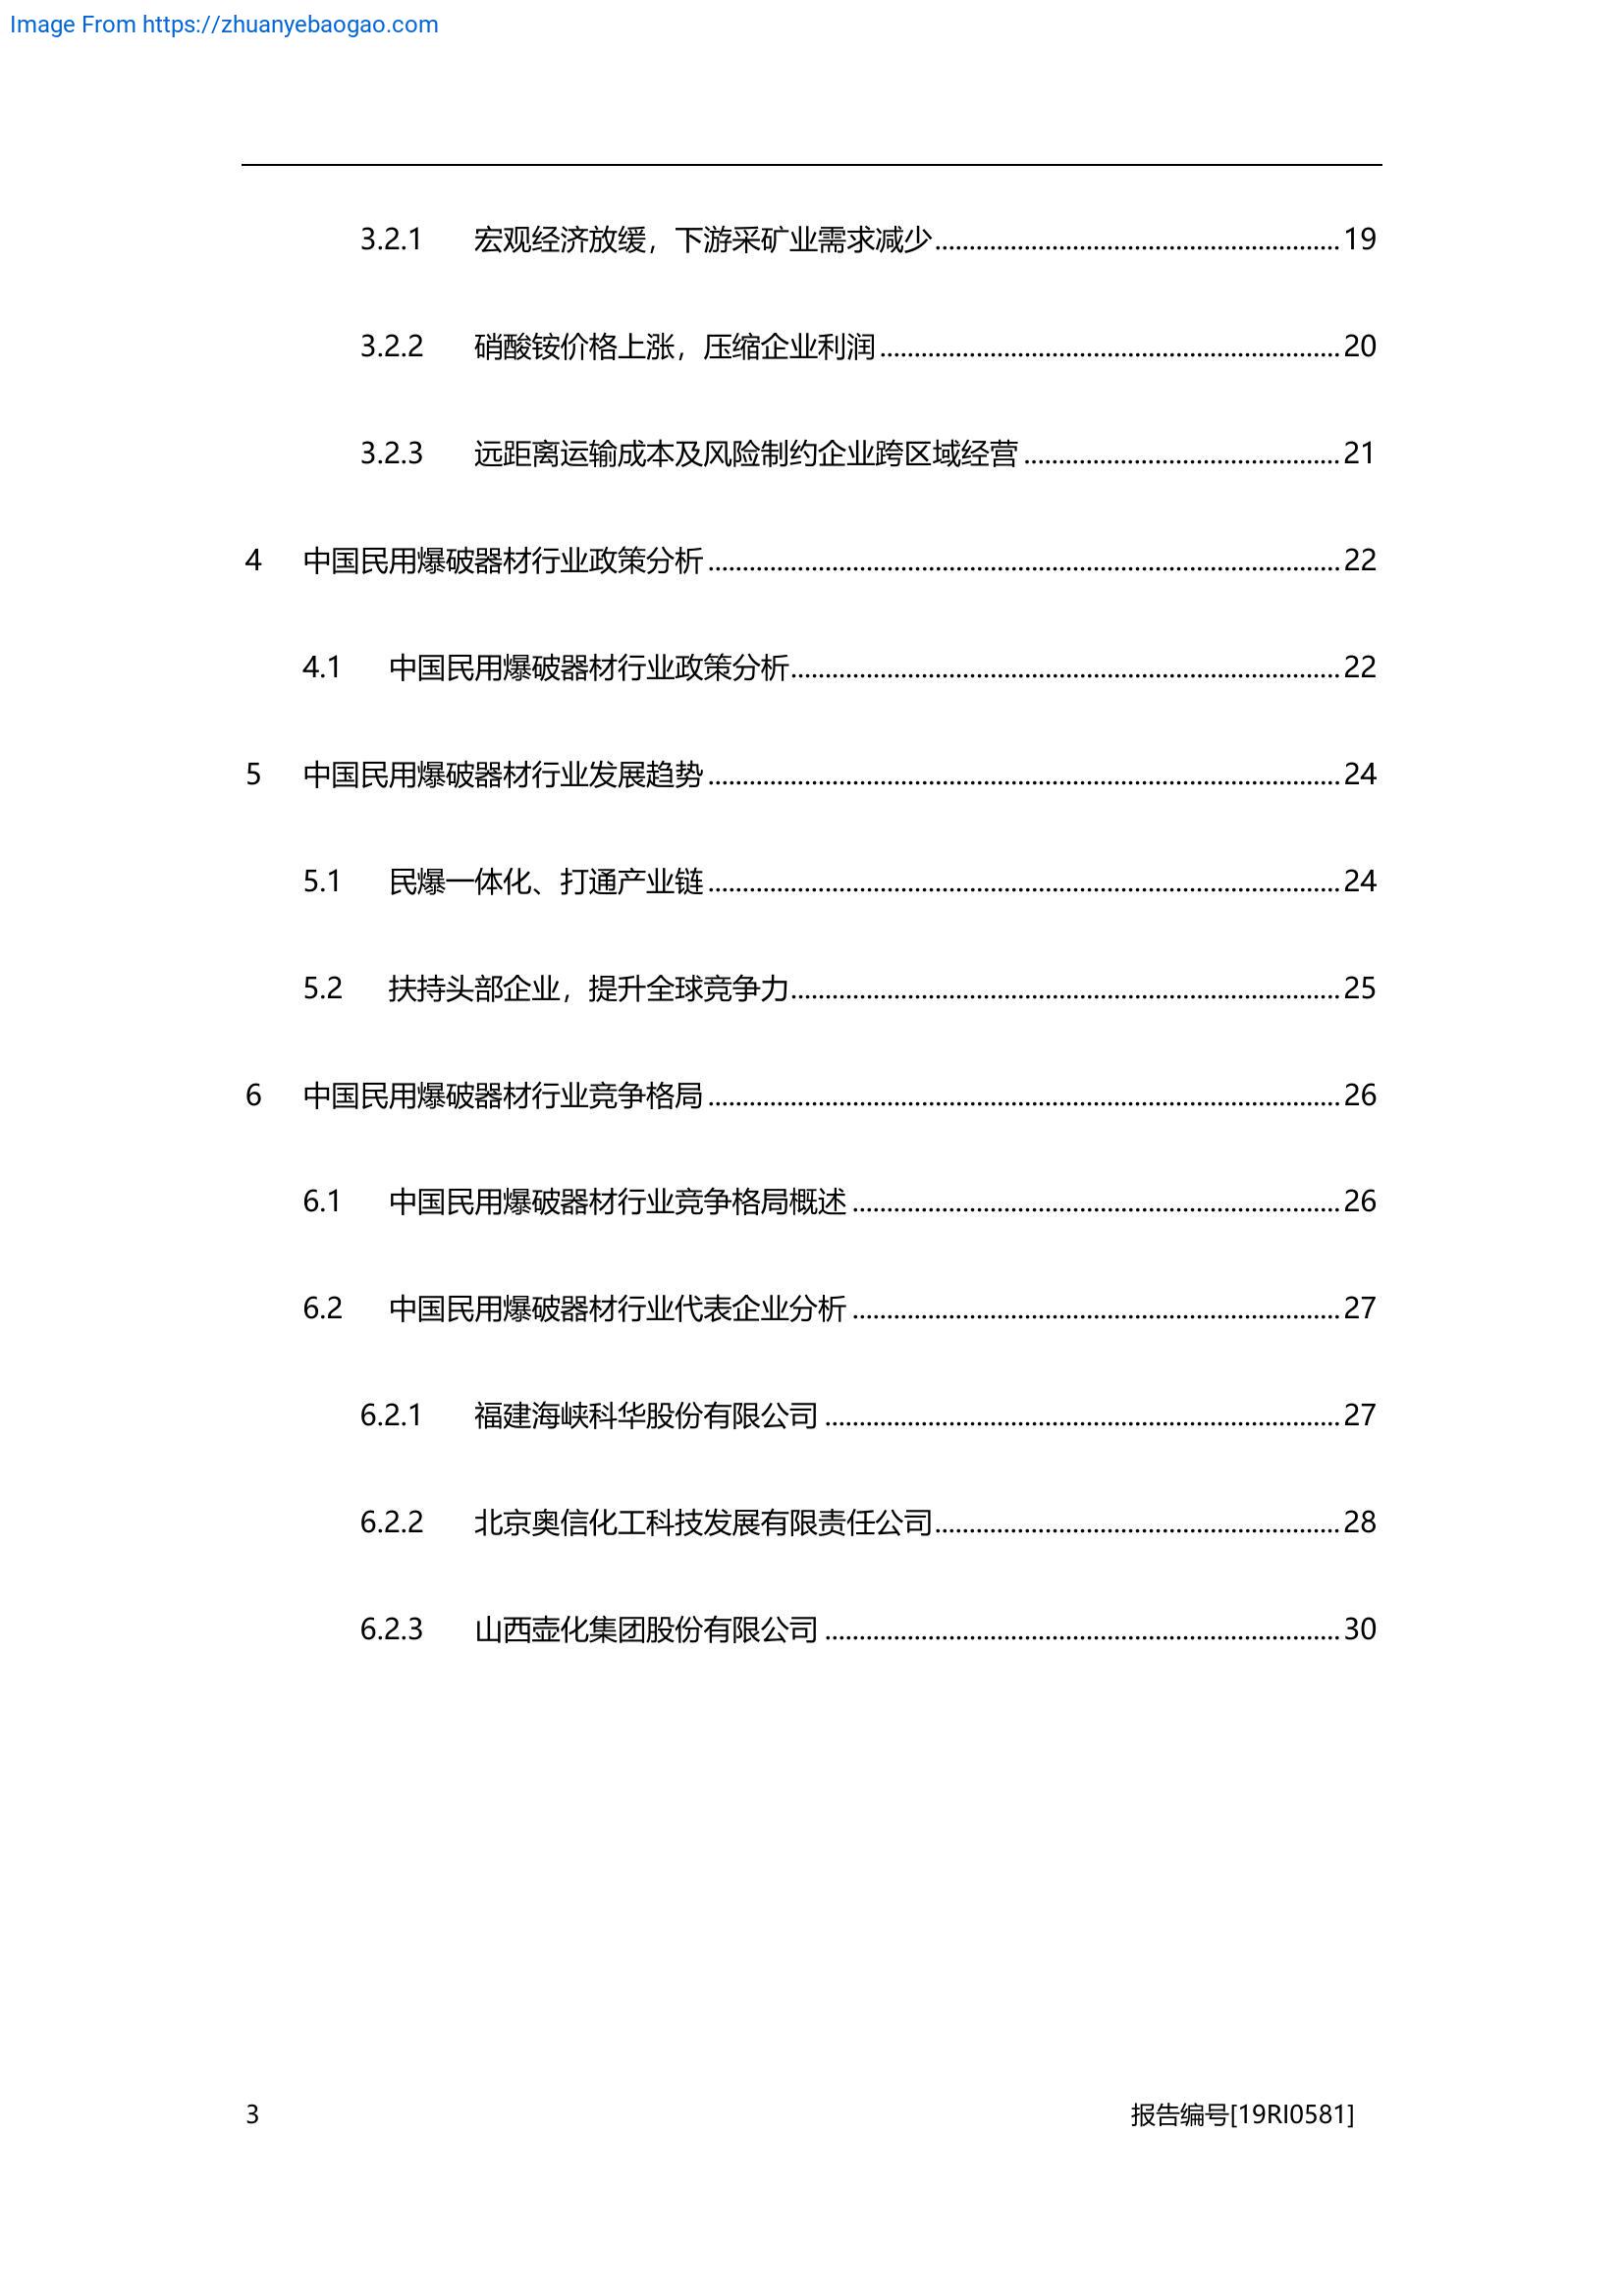 Image From https://zhuanyebaogao.com
3.2.1 宏观经济放缓，下游采矿业需求减少 19
3.2.2 硝酸铵价格上涨，压缩企业利润 20
3.2.3 远距离运输成本及风险制约企业跨区域经营 21
4 中国民用爆破器材行业政策分析 22
4.1 中国民用爆破器材行业政策分析 22
5 中国民用爆破器材行业发展趋势 24
5.1 民爆一体化、打通产业链 24
5.2 扶持头部企业，提升全球竞争力 25
6 中国民用爆破器材行业竞争格局 26
6.1 中国民用爆破器材行业竞争格局概述 26
6.2 中国民用爆破器材行业代表企业分析 27
6.2.1 福建海峡科华股份有限公司 27
6.2.2 北京奥信化工科技发展有限责任公司 28
6.2.3 山西壶化集团股份有限公司 30
3 报告编号[19RI0581]